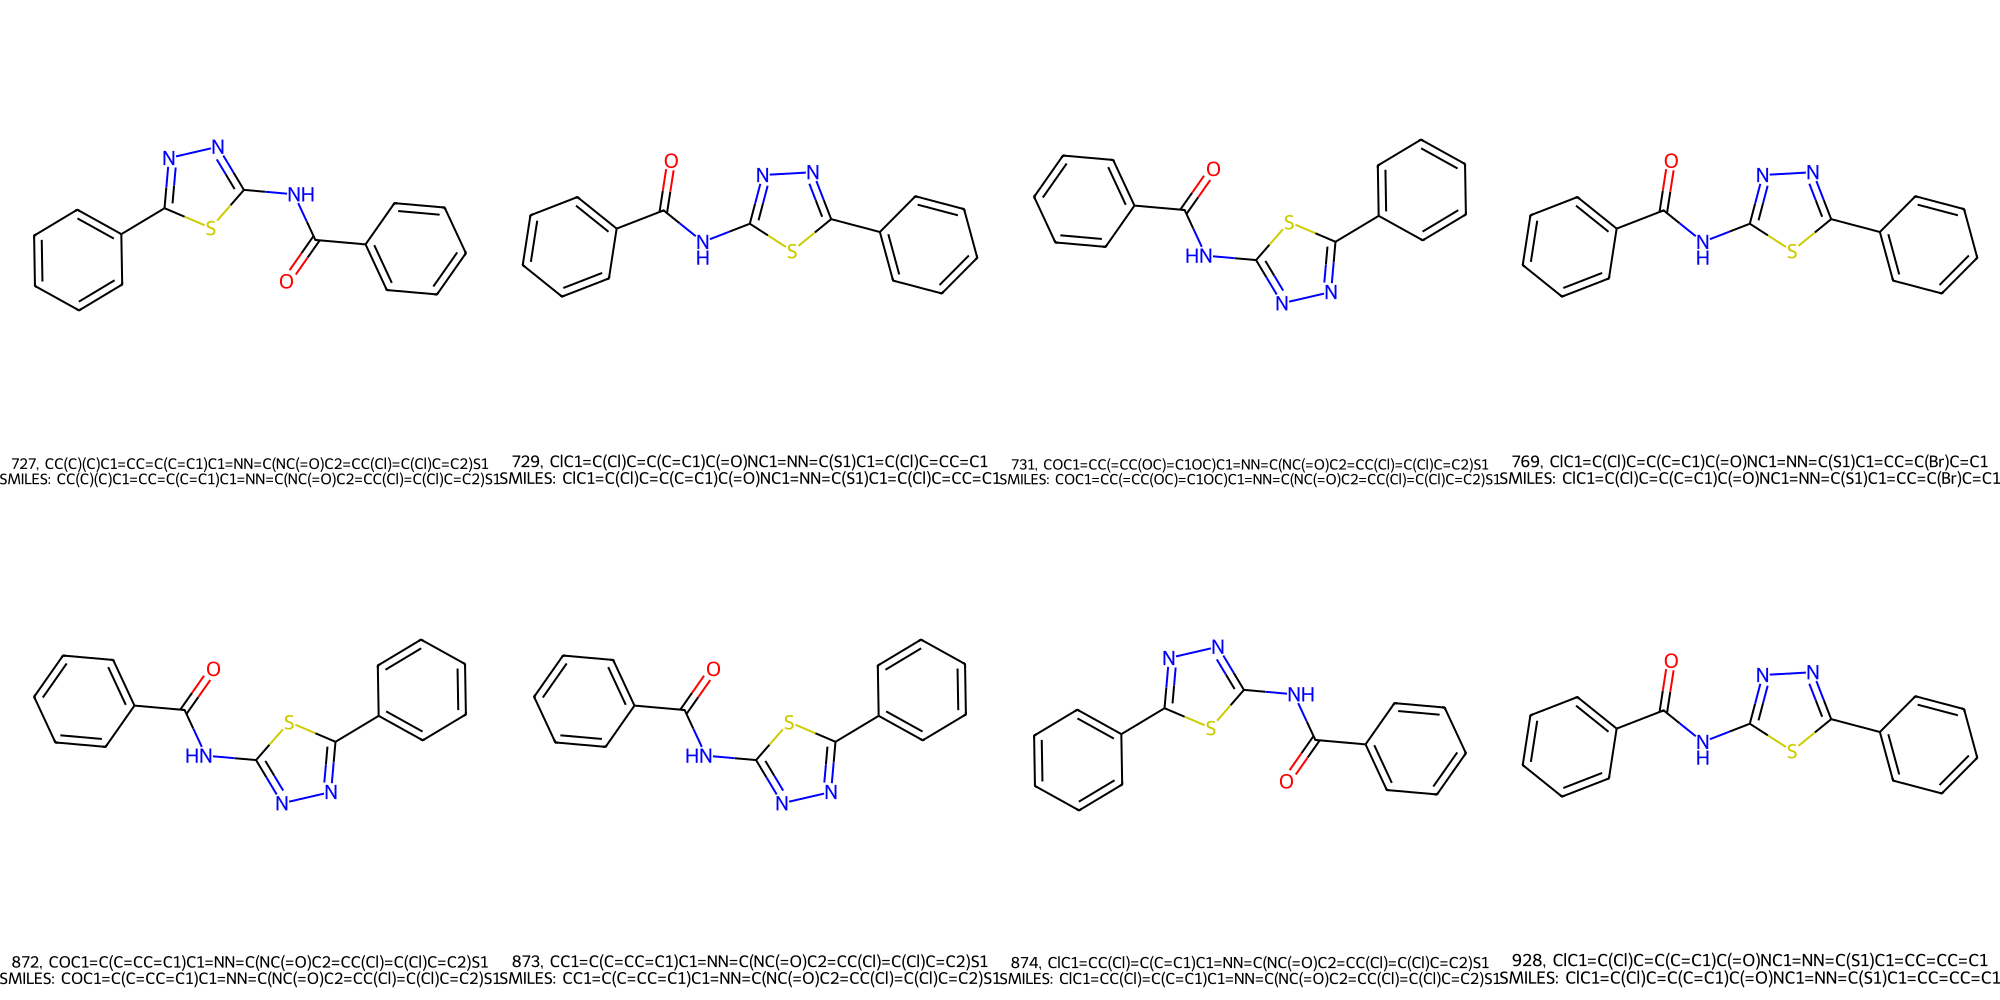 N N
NH
S
O
O
N N
N
H
S
O
S
HN
N N
O
N N
N
H
S
727, CC(C)(C)C1=CC=C(C=C1)C1=NN=C(NC(=O)C2=CC(Cl)=C(Cl)C=C2)S1
SMILES: CC(C)(C)C1=CC=C(C=C1)C1=NN=C(NC(=O)C2=CC(Cl)=C(Cl)C=C2)S1
729, ClC1=C(Cl)C=C(C=C1)C(=O)NC1=NN=C(S1)C1=C(Cl)C=CC=C1
SMILES: ClC1=C(Cl)C=C(C=C1)C(=O)NC1=NN=C(S1)C1=C(Cl)C=CC=C1
731, COC1=CC(=CC(OC)=C1OC)C1=NN=C(NC(=O)C2=CC(Cl)=C(Cl)C=C2)S1
SMILES: COC1=CC(=CC(OC)=C1OC)C1=NN=C(NC(=O)C2=CC(Cl)=C(Cl)C=C2)S1
769, ClC1=C(Cl)C=C(C=C1)C(=O)NC1=NN=C(S1)C1=CC=C(Br)C=C1
SMILES: ClC1=C(Cl)C=C(C=C1)C(=O)NC1=NN=C(S1)C1=CC=C(Br)C=C1
O
S
HN
N N
O
S
HN
N N
N N
NH
S
O
O
N N
N
H
S
872, COC1=C(C=CC=C1)C1=NN=C(NC(=O)C2=CC(Cl)=C(Cl)C=C2)S1
SMILES: COC1=C(C=CC=C1)C1=NN=C(NC(=O)C2=CC(Cl)=C(Cl)C=C2)S1
873, CC1=C(C=CC=C1)C1=NN=C(NC(=O)C2=CC(Cl)=C(Cl)C=C2)S1
SMILES: CC1=C(C=CC=C1)C1=NN=C(NC(=O)C2=CC(Cl)=C(Cl)C=C2)S1
874, ClC1=CC(Cl)=C(C=C1)C1=NN=C(NC(=O)C2=CC(Cl)=C(Cl)C=C2)S1
SMILES: ClC1=CC(Cl)=C(C=C1)C1=NN=C(NC(=O)C2=CC(Cl)=C(Cl)C=C2)S1
928, ClC1=C(Cl)C=C(C=C1)C(=O)NC1=NN=C(S1)C1=CC=CC=C1
SMILES: ClC1=C(Cl)C=C(C=C1)C(=O)NC1=NN=C(S1)C1=CC=CC=C1